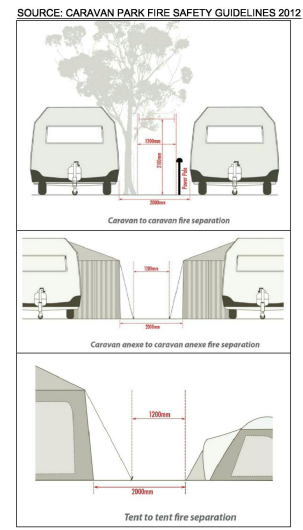 SOURCE: CARAVAN PARK FIRE SAFETY GUIDELINES 2012
1200mm
2100mm
Power Pole
2000mm
Caravan to caravan fire separation
1200mm
2000mm
Caravan anexe to caravan anexe fire separation
1200mm
2000mm
Tent to tent fire separation